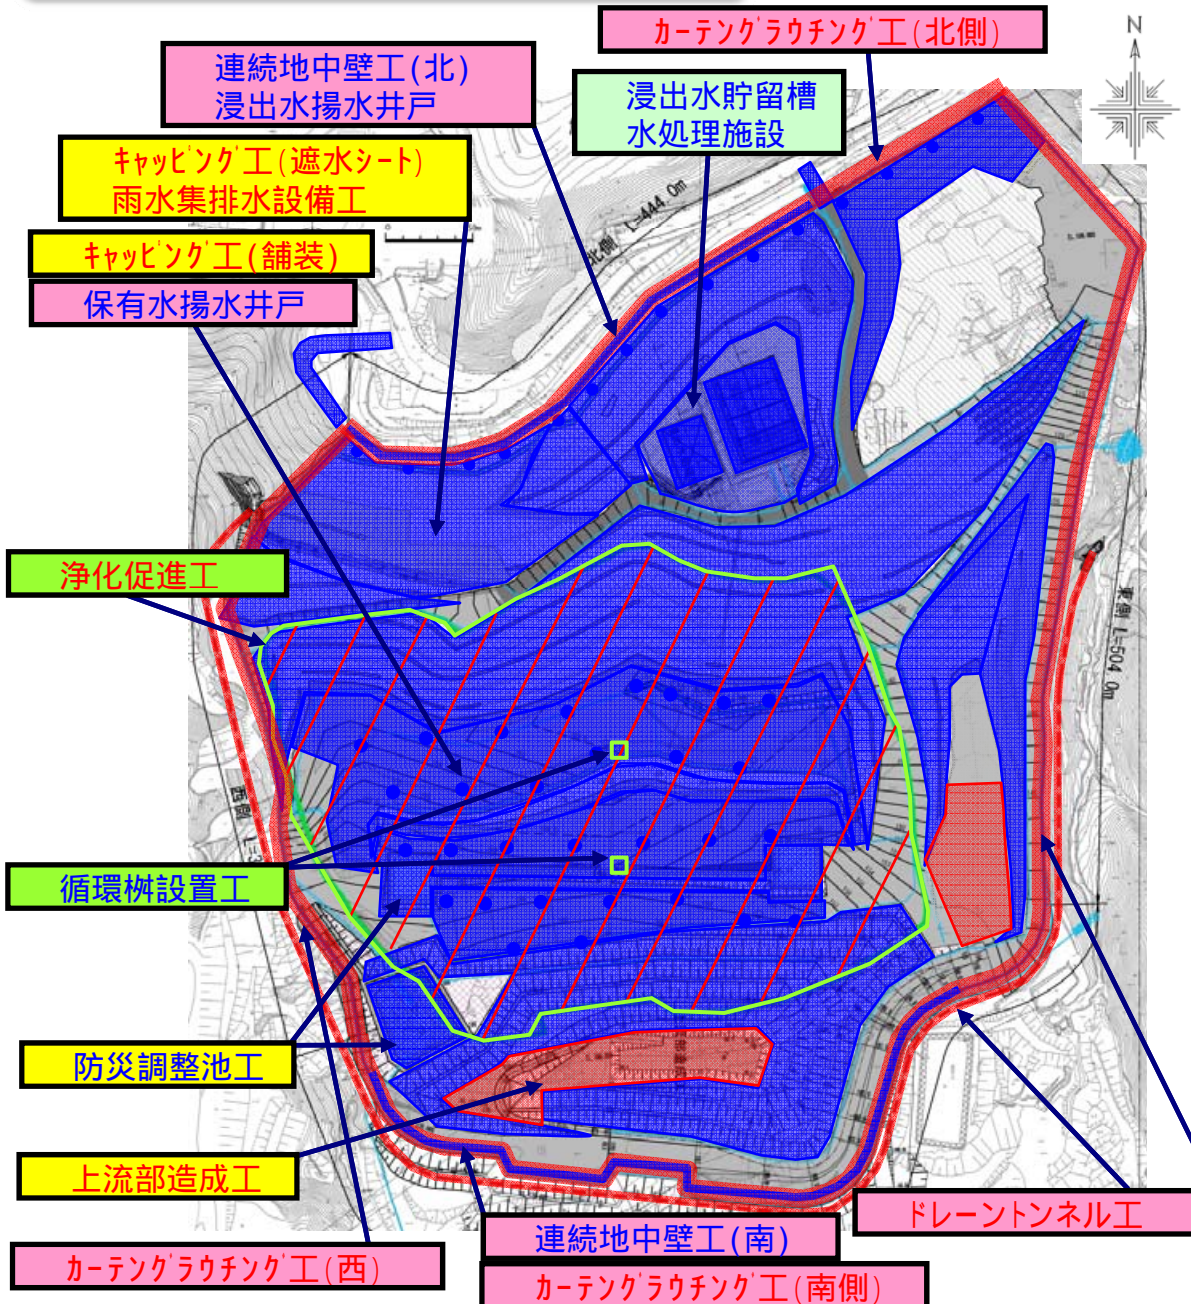 カーテングラウチング工(北側)
N
連続地中壁工(北)
浸出水揚水井戸
浸出水貯留槽
水処理施設
キャッピング工(遮水シート)
雨水集排水設備工
キャッピング工(舗装)
保有水揚水井戸
北側 L=444.0m
浄化促進工
東側 L=504.0m
西側 L=3
循環桝設置工
防災調整池工
上流部造成工
ドレーントンネル工
連続地中壁工(南)
カーテングラウチング工(西)
カーテングラウチング工(南側)